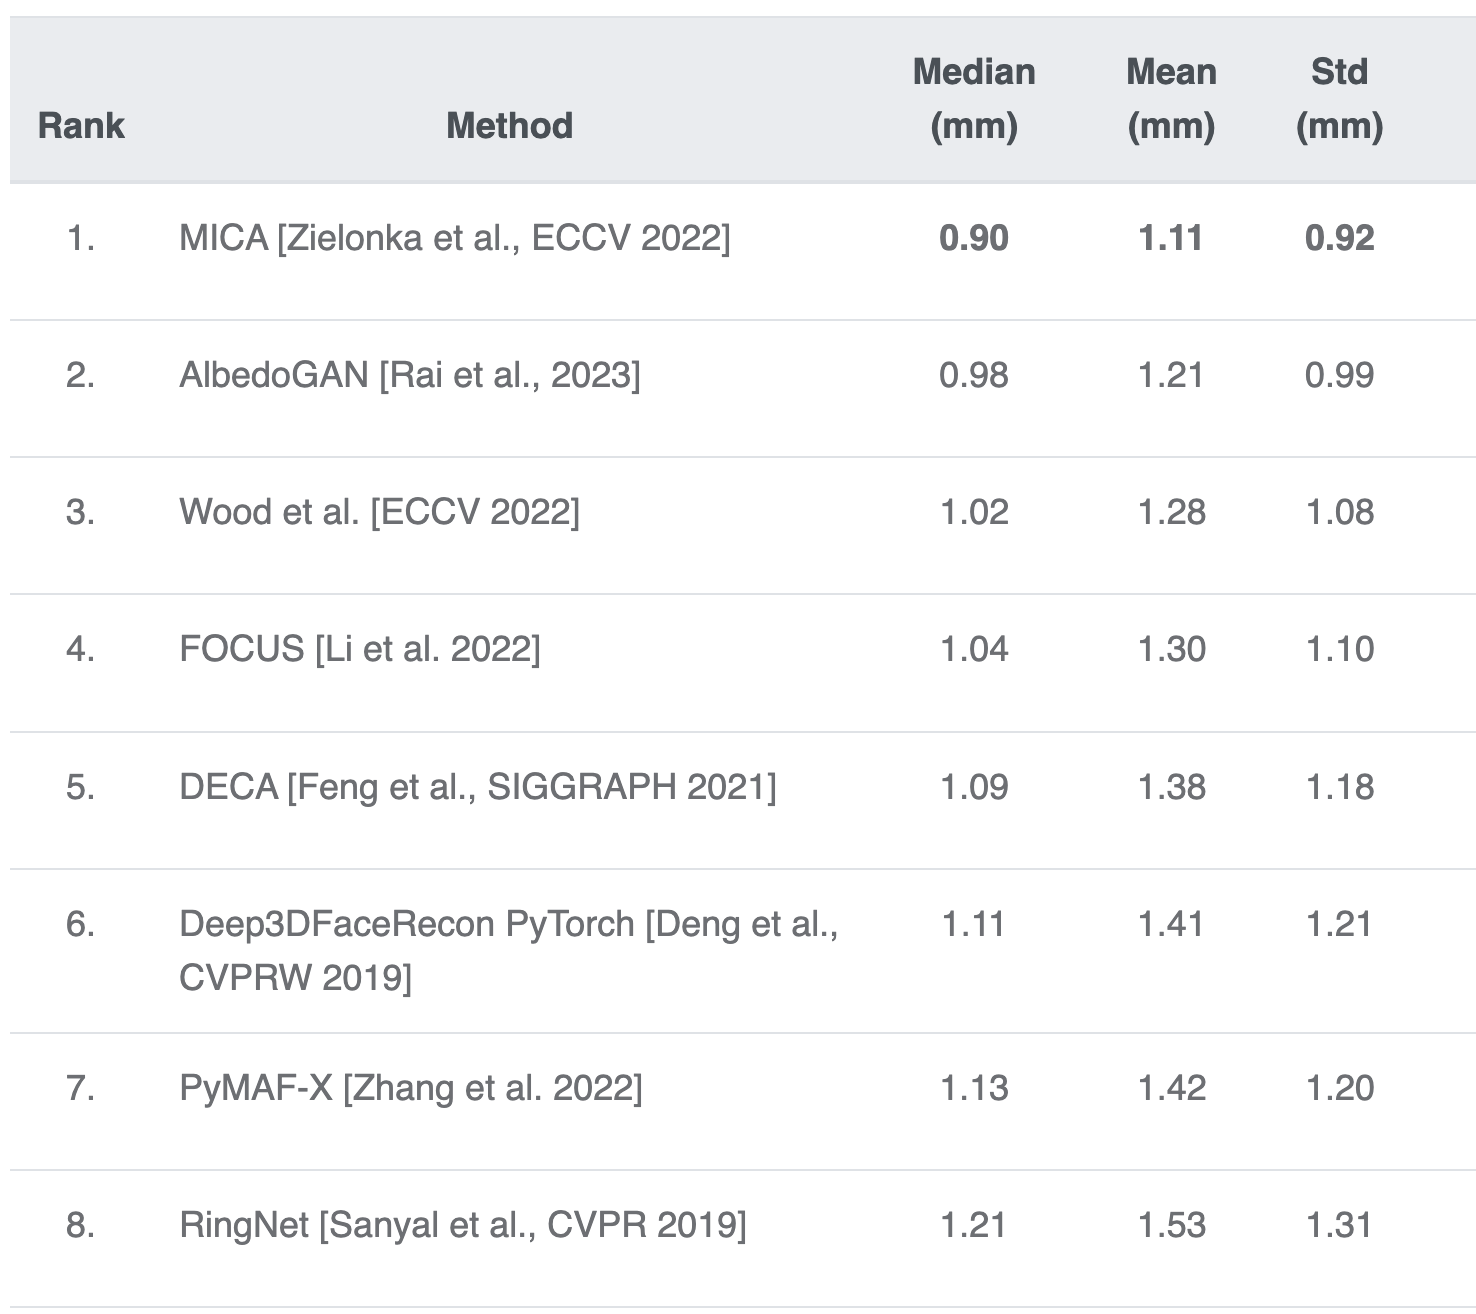 Rank Method Median (mm) Mean (mm) Std (mm)
1. MICA [Zielonka et al., ECCV 2022] 0.90 1.11 0.92
2. AlbedoGAN [Rai et al., 2023] 0.98 1.21 0.99
3. Wood et al. [ECCV 2022] 1.02 1.28 1.08
4. FOCUS [Li et al. 2022] 1.04 1.30 1.10
5. DECA [Feng et al., SIGGRAPH 2021] 1.09 1.38 1.18
6. Deep3DFaceRecon PyTorch [Deng et al., 1.11 1.41 1.21
CVPRW 2019]
7. PyMAF-X [Zhang et al. 2022] 1.13 1.42 1.20
8. RingNet [Sanyal et al., CVPR 2019] 1.21 1.53 1.31